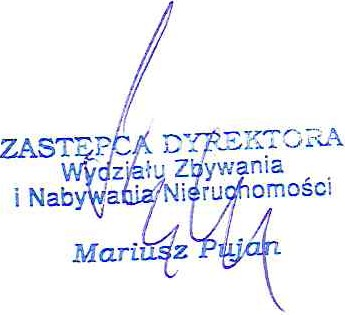 ZASTĘPCA DYREKTORA
Wydziału Zbywania
i Nabywania Nieruchomości
Mariusz Pujan